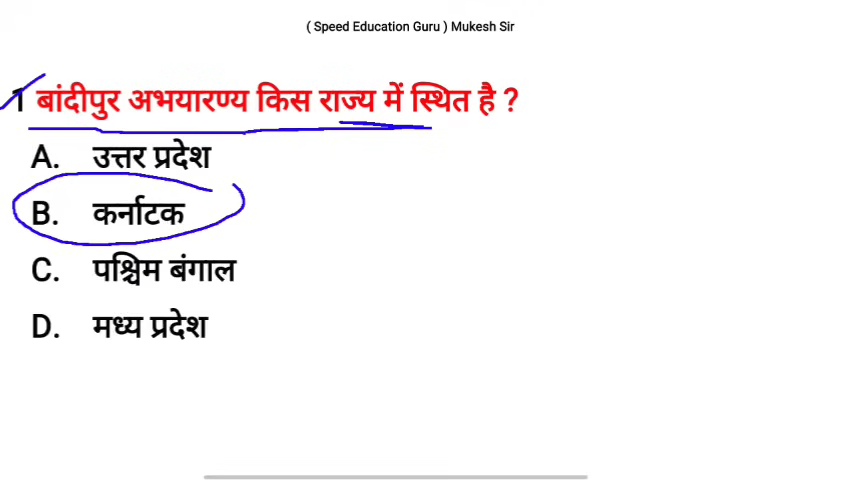 ( Speed Education Guru ) Mukesh Sir
1 बांदीपुर अभयारण्य किस राज्य में स्थित है ?
A. उत्तर प्रदेश
B. कर्नाटक
C. पश्चिम बंगाल
D. मध्य प्रदेश